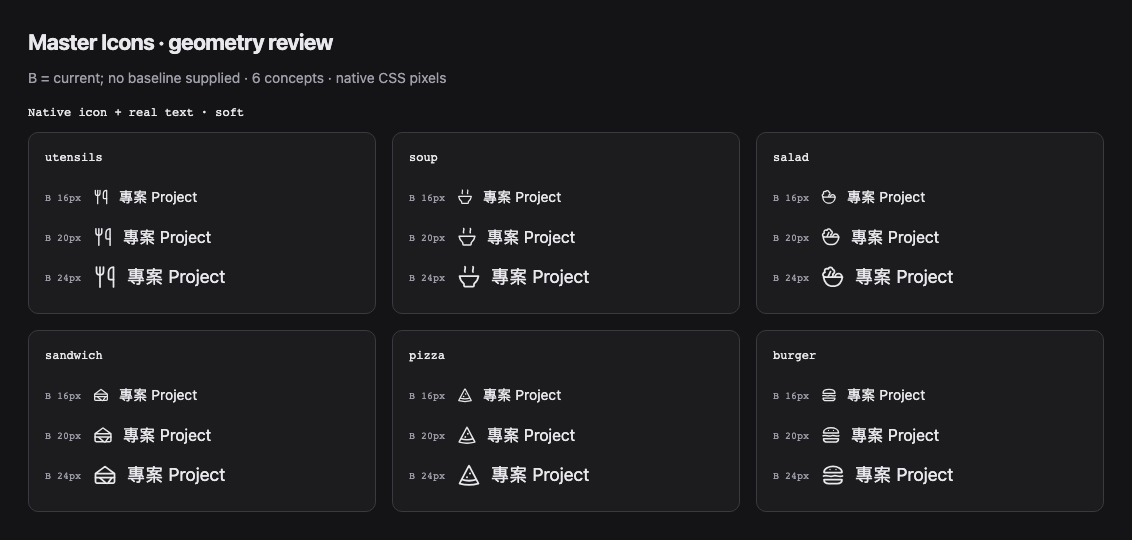 Master Icons · geometry review
B = current; no baseline supplied · 6 concepts · native CSS pixels
Native icon + real text · soft
utensils
B 16px 專案 Project
B 20px 專案 Project
B 24px 專案 Project
soup
B 16px 專案 Project
B 20px 專案 Project
B 24px 專案 Project
salad
B 16px 專案 Project
B 20px 專案 Project
B 24px 專案 Project
sandwich
B 16px 專案 Project
B 20px 專案 Project
B 24px 專案 Project
pizza
B 16px 專案 Project
B 20px 專案 Project
B 24px 專案 Project
burger
B 16px 專案 Project
B 20px 專案 Project
B 24px 專案 Project